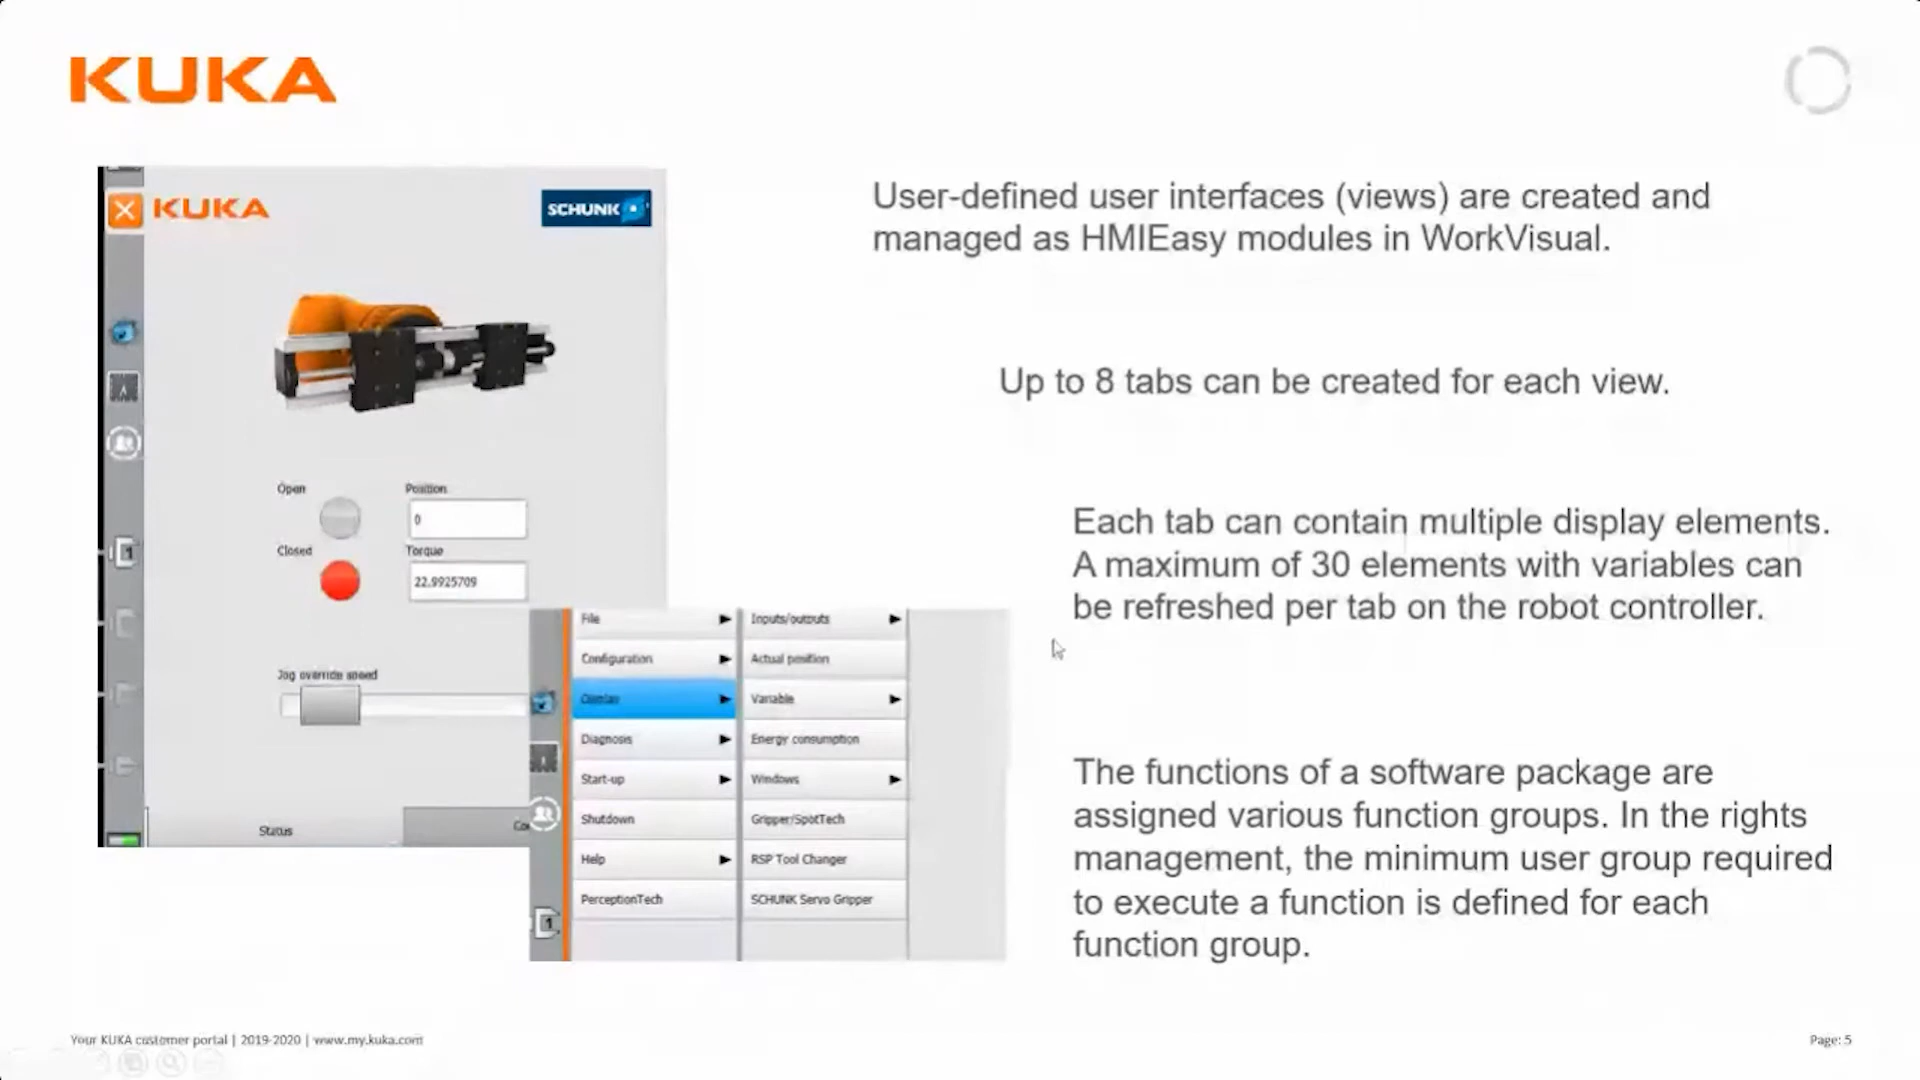 KUKA
KUKA
SCHUNK
Open
Position
0
Closed
Torque
22.9925709
Jog override speed
Status
File
Configuration
Display
Diagnosis
Start-up
Shutdown
Help
PerceptionTech
Inputs/outputs
Actual position
Variable
Energy consumption
Windows
Gripper/SpotTech
RSP Tool Changer
SCHUNK Servo Gripper
1
1
User-defined user interfaces (views) are created and
managed as HMIEasy modules in WorkVisual.
Up to 8 tabs can be created for each view.
Each tab can contain multiple display elements.
A maximum of 30 elements with variables can
be refreshed per tab on the robot controller.
The functions of a software package are
assigned various function groups. In the rights
management, the minimum user group required
to execute a function is defined for each
function group.
Your KUKA customer portal | 2019-2020 | www.my.kuka.com
Page: 5